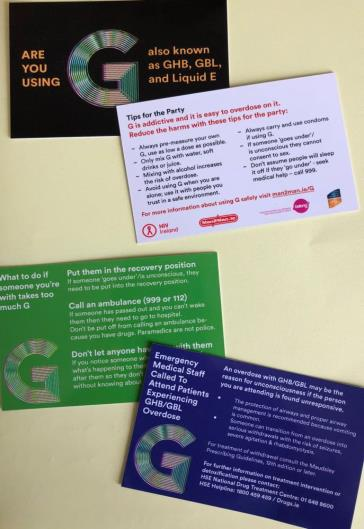 ARE
YOU
USING
G
also known
as GHB, GBL,
and Liquid E
Tips for the Party
G is addictive and it is easy to overdose on it.
Reduce the harms with these tips for the party:
– Always pre-measure your own
G, use as low a dose as possible.
– Only mix G with water, soft
drinks or juice.
– Mixing with alcohol increases
the risk of overdose.
– Avoid using G when you are
alone; use it with people you
trust in a safe environment.
– Always carry and use condoms
if using G.
– If someone 'goes under'/
is unconscious they cannot
consent to sex.
– Don't assume people will sleep
it off if they 'go under' - seek
medical help – call 999.
For more information about using G safely visit man2man.ie/G
HIV
Ireland
Man2Man.ie
What to do if
someone you're
with takes too
much G
G
Put them in the recovery position
If someone 'goes under'/is unconscious, they
need to be put into the recovery position.
Call an ambulance (999 or 112)
If someone has passed out and you can't wake
them then they need to go to hospital.
Don't be put off from calling an ambulance be-
cause you have drugs. Paramedics are not police.
Don't let anyone have with them
If you notice someone
what's happening to the
after them so they don't
without knowing about
Emergency
Medical Staff
Called To
Attend Patients
Experiencing
GHB/GBL
Overdose
G
An overdose with GHB/GBL may be the
reason for unconsciousness if the person
you are attending is found unresponsive.
• The protection of airways and proper airway
management is recommended because vomiting
is common.
• Someone can transition from an overdose into
serious withdrawals with the risk of seizures,
severe agitation & rhabdomyolysis.
For treatment of withdrawal consult the Maudsley
Prescribing Guidelines, 12th edition or later.
For further information on treatment intervention or
detoxification please contact:
HSE National Drug Treatment Centre: 01 648 8600
HSE Helpline: 1800 459 459 / Drugs.ie